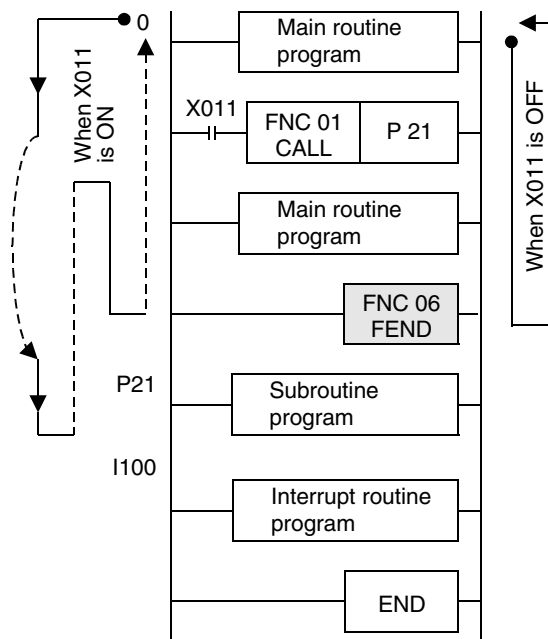 0
Main routine
program
When X011
is ON
When X011 is OFF
X011
FNC 01
CALL
P 21
Main routine
program
FNC 06
FEND
P21
Subroutine
program
I100
Interrupt routine
program
END